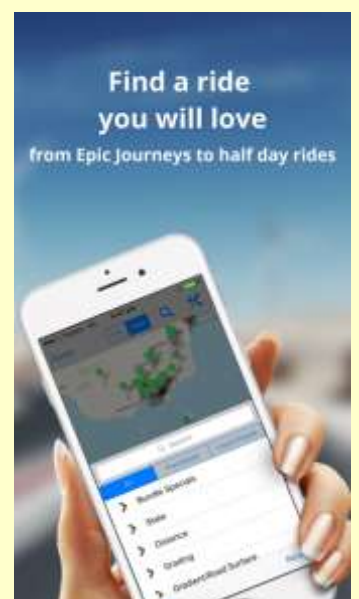 Find a ride
you will love
from Epic Journeys to half day rides
Search
Bundle Specials
State
Distance
Grading
Gradient/Road Surface